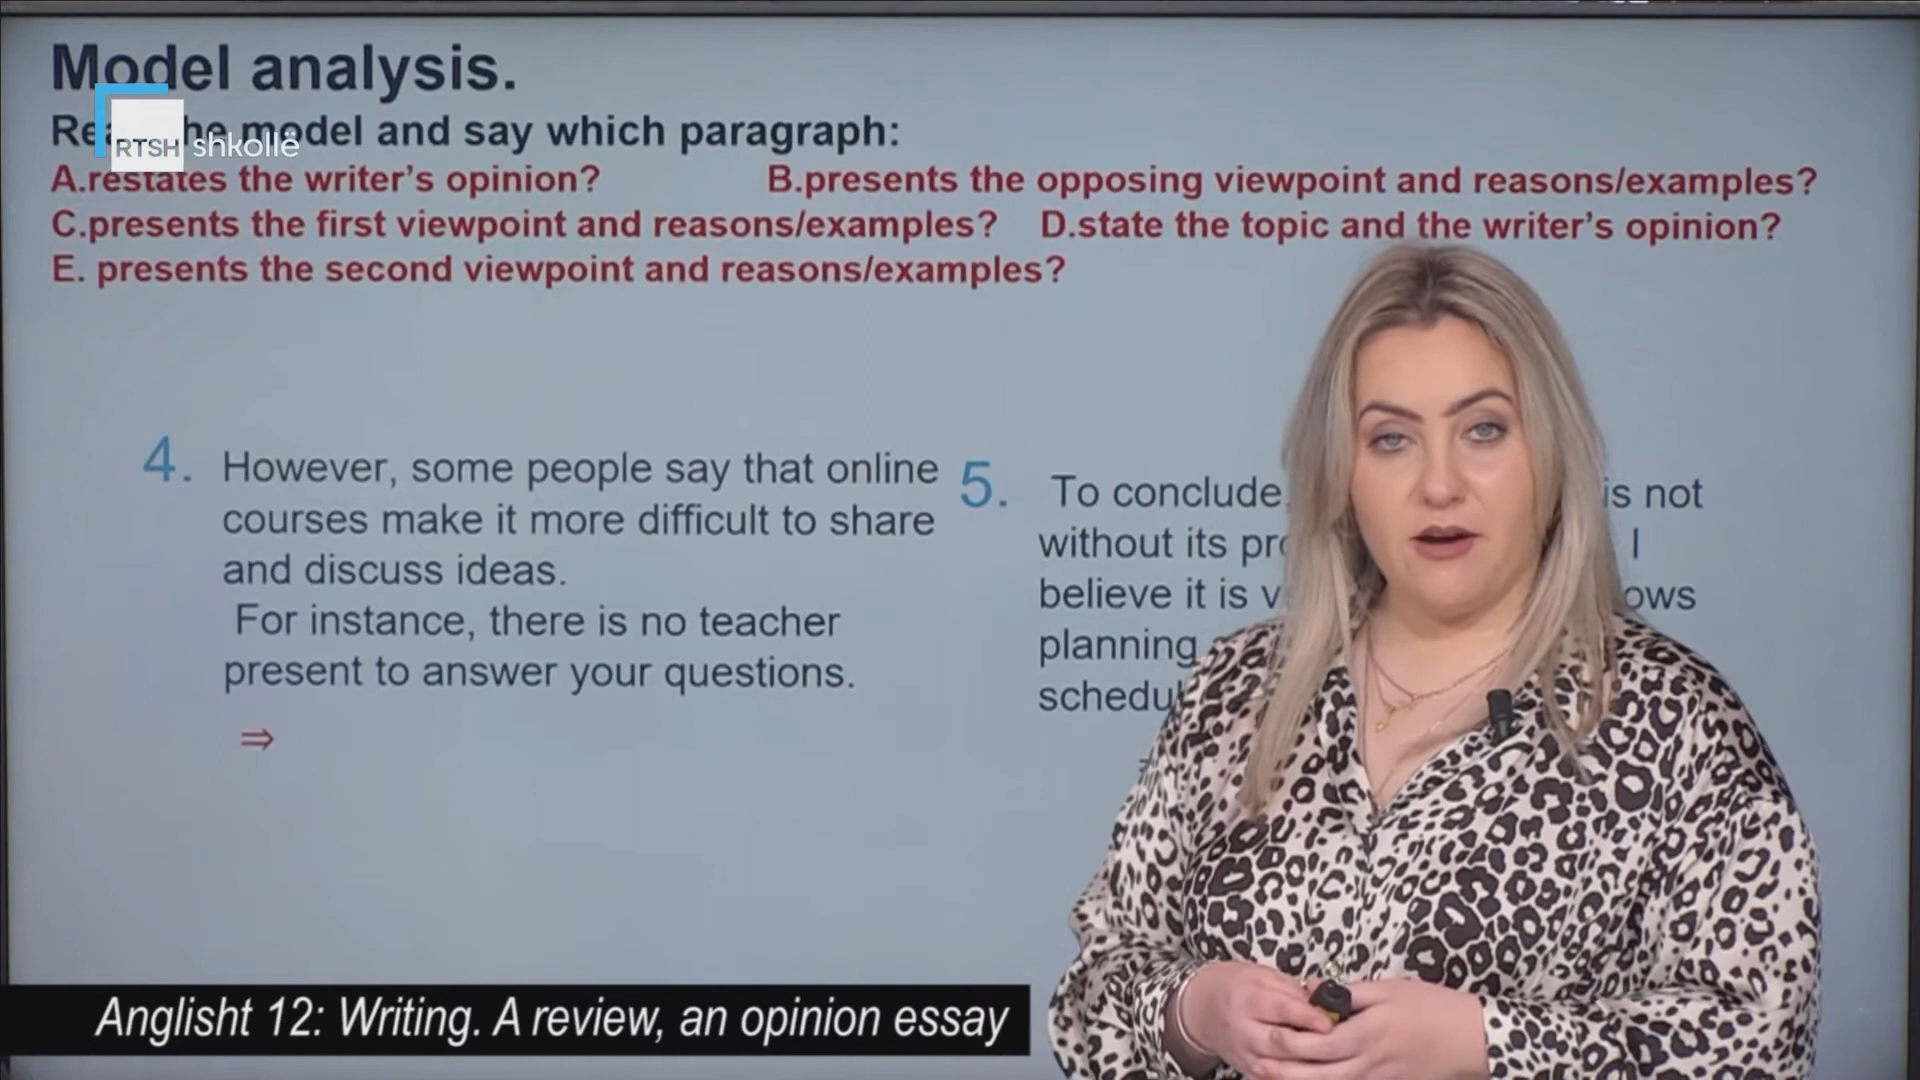 Model analysis.
the model and say which paragraph:
RTSH shkollë
A.restates the writer's opinion?
B.presents the opposing viewpoint and reasons/examples?
C.presents the first viewpoint and reasons/examples?
D.state the topic and the writer's opinion?
E. presents the second viewpoint and reasons/examples?
4. However, some people say that online
courses make it more difficult to share
and discuss ideas.
For instance, there is no teacher
present to answer your questions.
⇒
5. To conclude, is not
without its I
believe it is
planning
Anglisht 12: Writing. A review, an opinion essay